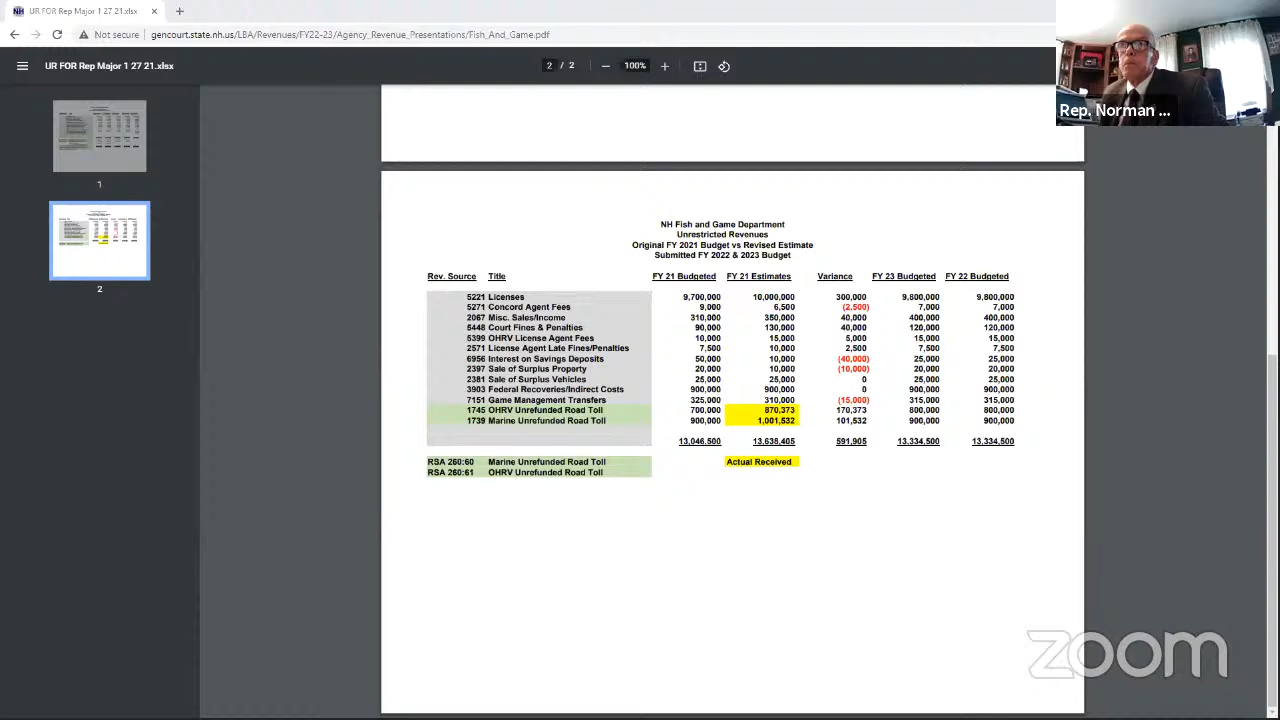 UR FOR Rep Major 1 27 21.xlsx
Not secure gencourt.state.nh.us/LBA/Revenues/FY22-23/Agency_Revenue_Presentations/Fish_And_Game.pdf
UR FOR Rep Major 1 27 21.xlsx
2 / 2
100%
Rep. Norman ...
1
2
NH Fish and Game Department
Unrestricted Revenues
Original FY 2021 Budget vs Revised Estimate
Submitted FY 2022 & 2023 Budget
Rev. Source Title FY 21 Budgeted FY 21 Estimates Variance FY 23 Budgeted FY 22 Budgeted
5221 Licenses 9,700,000 10,000,000 300,000 9,800,000 9,800,000
5271 Concord Agent Fees 9,000 6,500 (2,500) 7,000 7,000
2067 Misc. Sales/Income 310,000 350,000 40,000 400,000 400,000
5448 Court Fines & Penalties 90,000 130,000 40,000 120,000 120,000
5399 OHRV License Agent Fees 10,000 15,000 5,000 15,000 15,000
2571 License Agent Late Fines/Penalties 7,500 10,000 2,500 7,500 7,500
6956 Interest on Savings Deposits 50,000 10,000 (40,000) 25,000 25,000
2397 Sale of Surplus Property 20,000 10,000 (10,000) 20,000 20,000
2381 Sale of Surplus Vehicles 25,000 25,000 0 25,000 25,000
3903 Federal Recoveries/Indirect Costs 900,000 900,000 0 900,000 900,000
7151 Game Management Transfers 325,000 310,000 (15,000) 315,000 315,000
1745 OHRV Unrefunded Road Toll 700,000 870,373 170,373 800,000 800,000
1739 Marine Unrefunded Road Toll 900,000 1,001,532 101,532 900,000 900,000
13,046,500 13,638,405 591,905 13,334,500 13,334,500
RSA 260:60 Marine Unrefunded Road Toll Actual Received
RSA 260:61 OHRV Unrefunded Road Toll
zoom